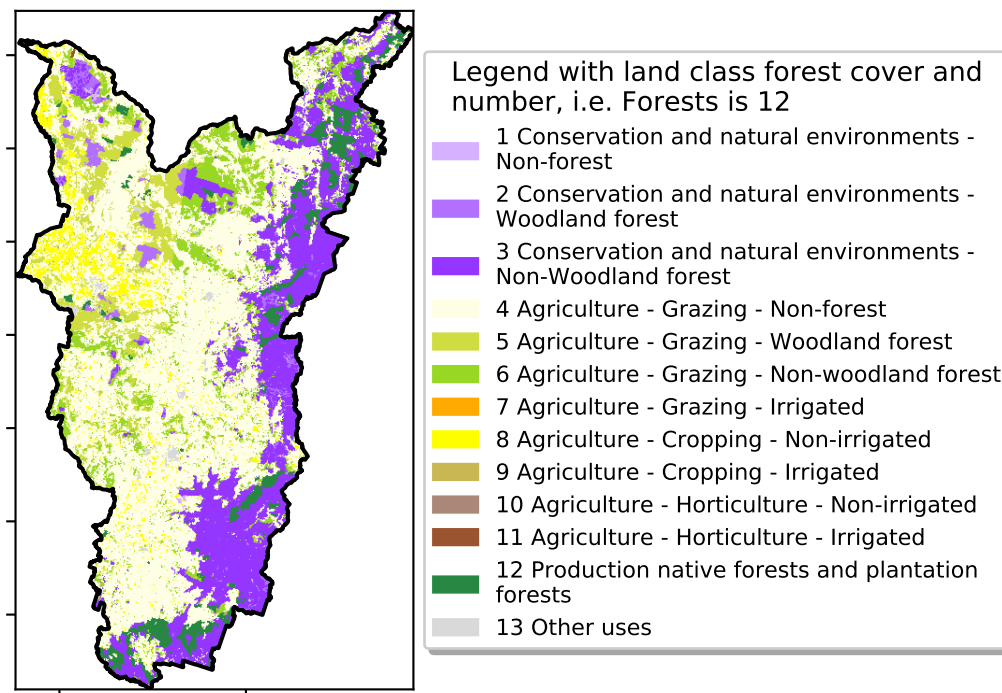 Legend with land class forest cover and
number, i.e. Forests is 12
1 Conservation and natural environments -
Non-forest
2 Conservation and natural environments -
Woodland forest
3 Conservation and natural environments -
Non-Woodland forest
4 Agriculture - Grazing - Non-forest
5 Agriculture - Grazing - Woodland forest
6 Agriculture - Grazing - Non-woodland forest
7 Agriculture - Grazing - Irrigated
8 Agriculture - Cropping - Non-irrigated
9 Agriculture - Cropping - Irrigated
10 Agriculture - Horticulture - Non-irrigated
11 Agriculture - Horticulture - Irrigated
12 Production native forests and plantation
forests
13 Other uses